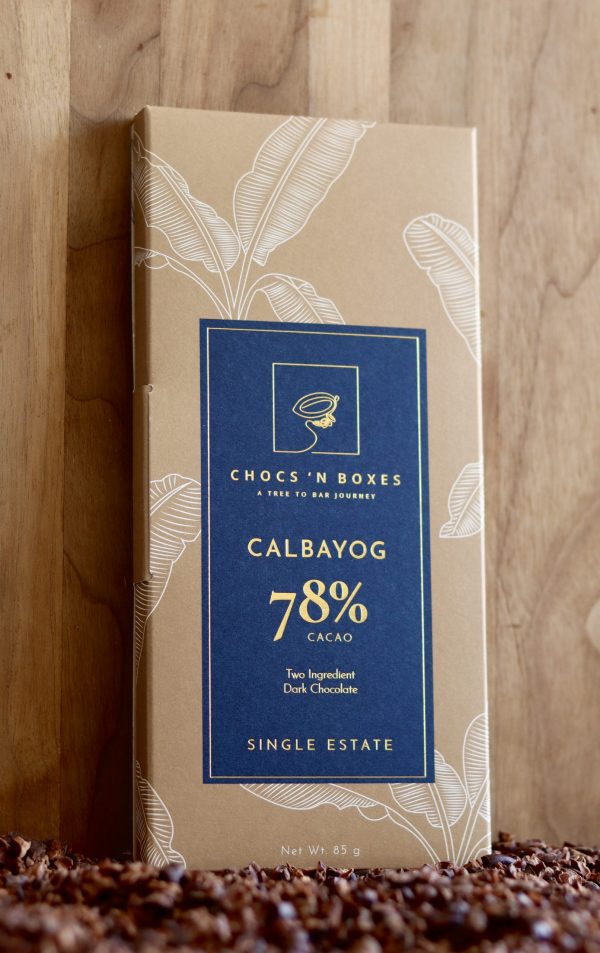 CHOCS 'N BOXES
A TREE TO BAR JOURNEY
CALBAYOG
78%
CACAO
Two Ingredient
Dark Chocolate
SINGLE ESTATE
Net Wt. 85 g